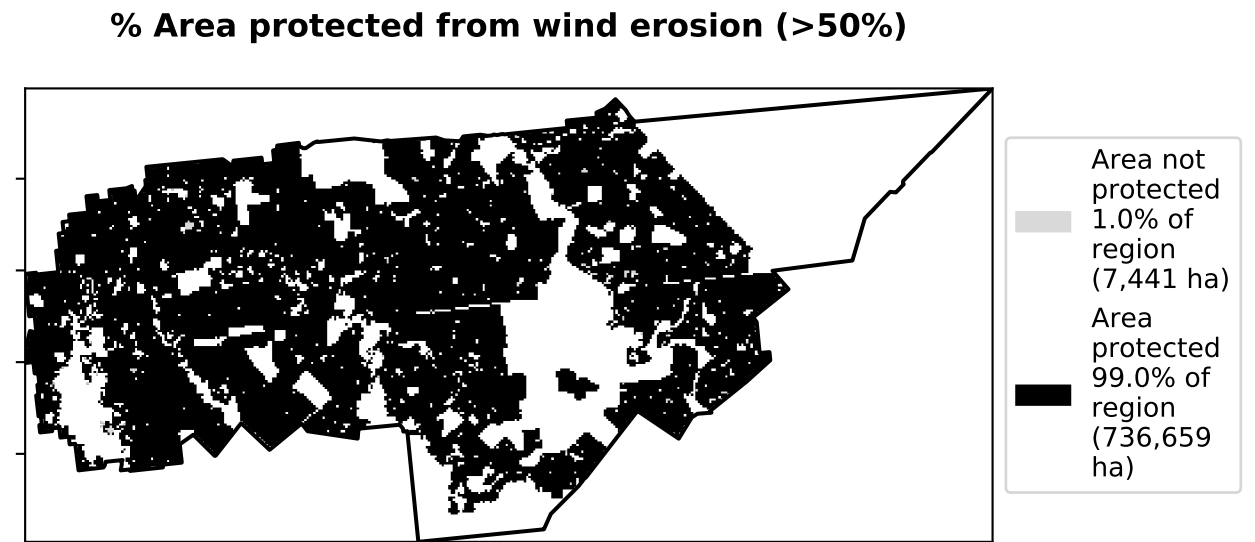 % Area protected from wind erosion (>50%)
Area not
protected
1.0% of
region
(7,441 ha)
Area
protected
99.0% of
region
(736,659
ha)